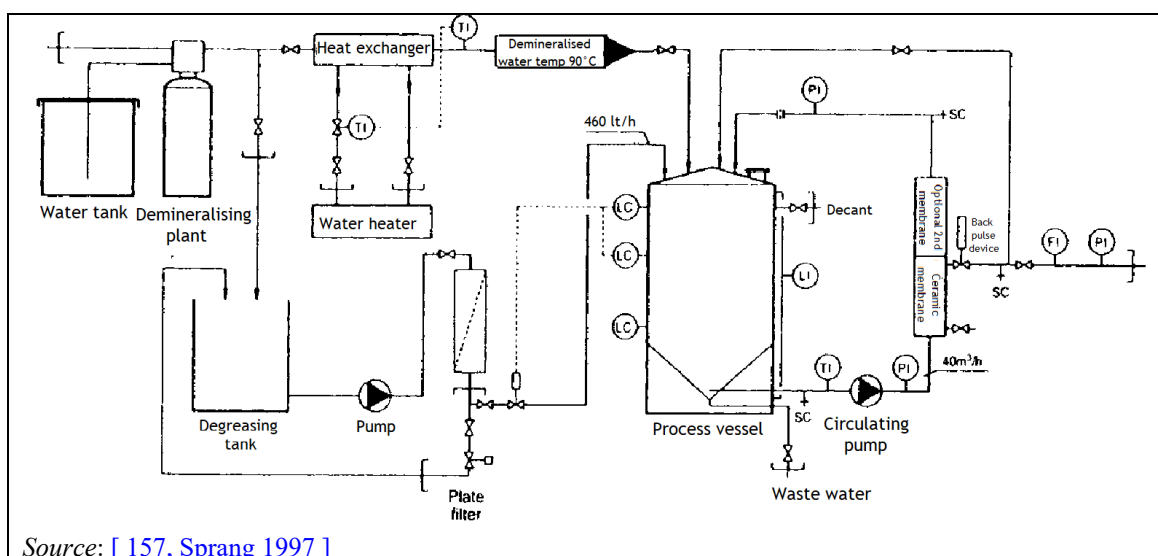 TI
Heat exchanger
Demineralised
water temp 90°C
PI
460 lt/h
SC
TI
Water tank
Demineralising
plant
Water heater
LC
Decant
Optional 2nd
membrane
Back
pulse
device
FI
PI
LC
LI
SC
Ceramic
membrane
LC
TI
PI
40m³/h
SC
Degreasing
tank
Pump
Process vessel
Circulating
pump
Plate
filter
Waste water
Source: [ 157, Sprang 1997 ]